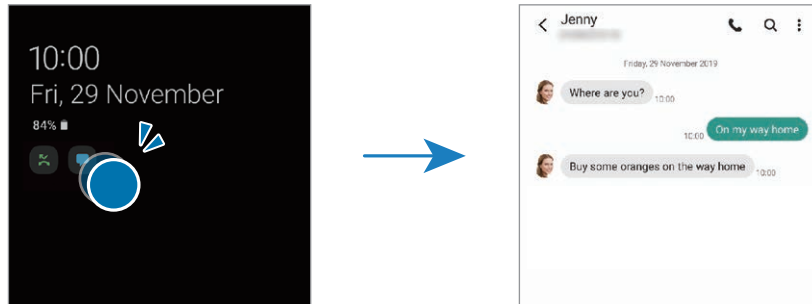 10:00
Fri, 29 November
84%
Jenny
Friday, 29 November 2019
Where are you?
10:00
10:00
On my way home
Buy some oranges on the way home
10:00